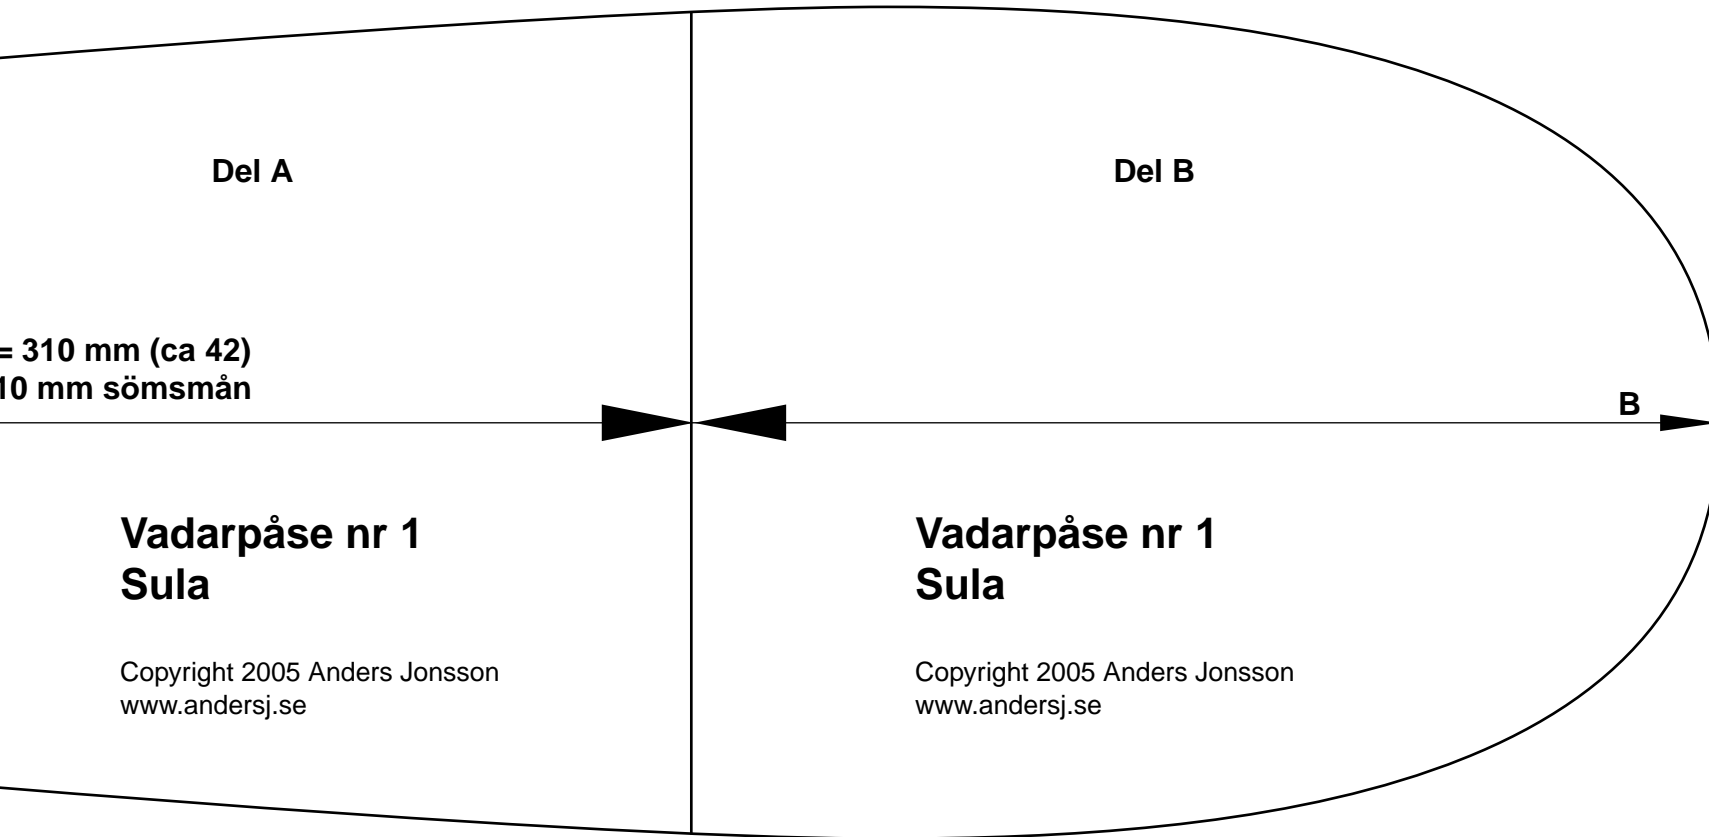 Del A
Del B
= 310 mm (ca 42)
10 mm sömsmån
B
Vadarpåse nr 1
Sula
Copyright 2005 Anders Jonsson
www.andersj.se
Vadarpåse nr 1
Sula
Copyright 2005 Anders Jonsson
www.andersj.se